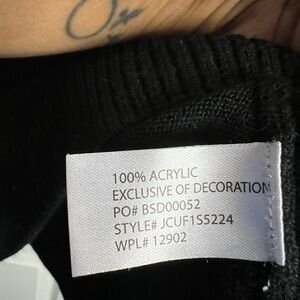 100% ACRYLIC
EXCLUSIVE OF DECORATION
PO# BSD00052
STYLE# JCUF1S5224
WPL# 12902